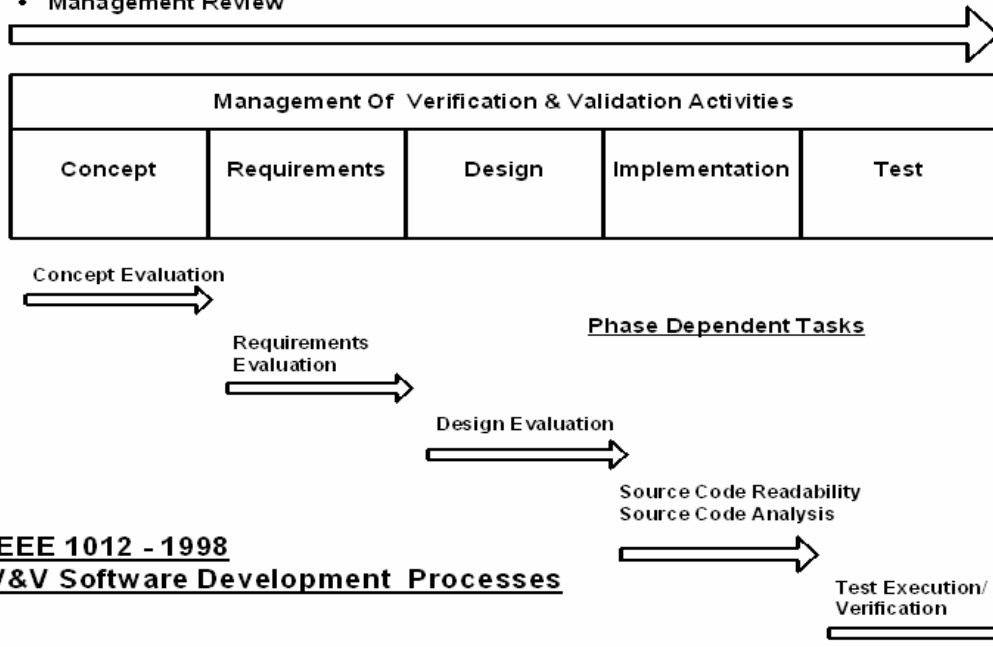 • Management Review
Management Of Verification & Validation Activities
Concept
Requirements
Design
Implementation
Test
Concept Evaluation
Phase Dependent Tasks
Requirements
Evaluation
Design Evaluation
Source Code Readability
Source Code Analysis
EEE 1012 - 1998
V&V Software Development Processes
Test Execution/
Verification